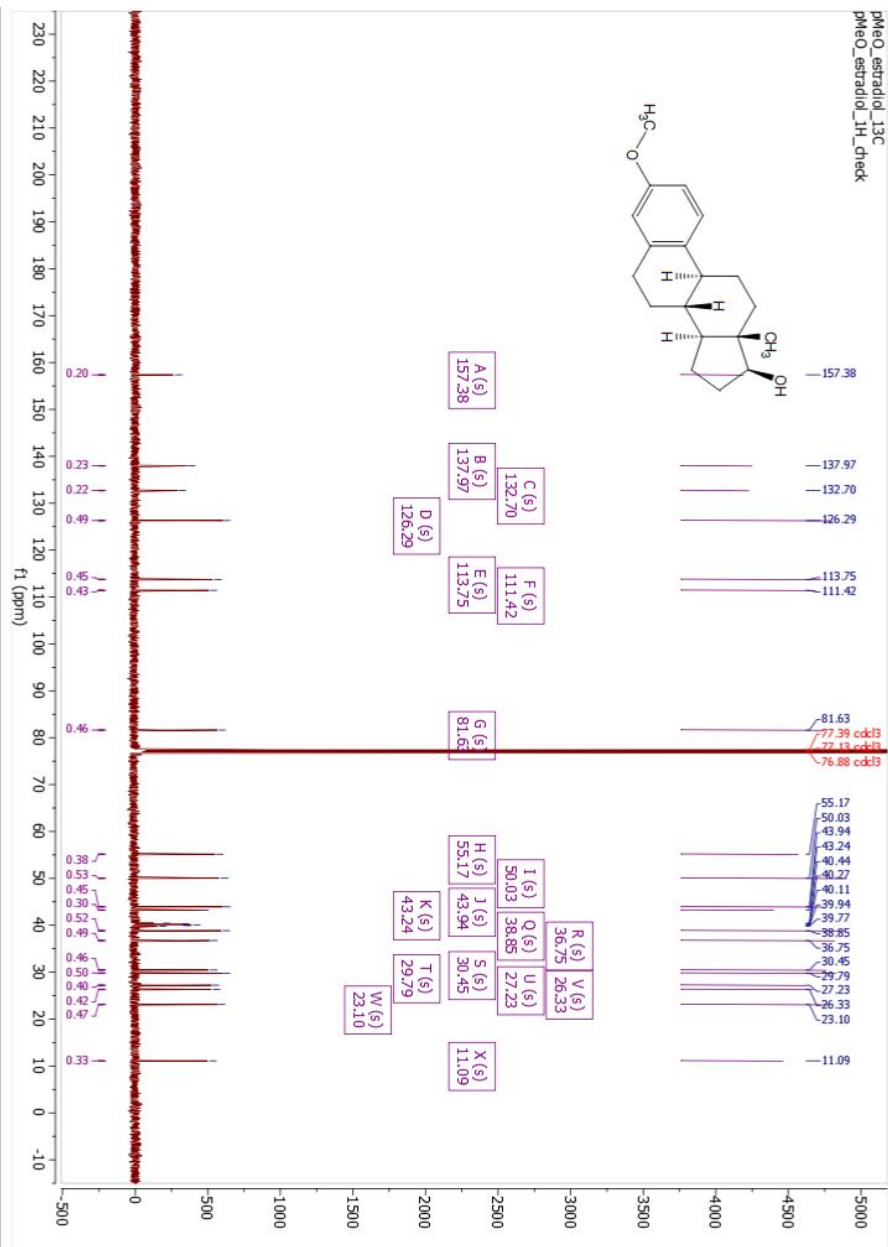 pMeO_estradiol_13C
pMeO_estradiol_1H_check
H₃C
O
H
H
H
CH₃
OH
157.38
137.97
132.70
126.29
113.75
111.42
81.63
77.39 cdcl3
77.13 cdcl3
76.88 cdcl3
55.17
50.03
43.94
43.24
40.44
40.27
40.11
39.94
39.77
38.85
36.75
30.45
29.79
27.23
26.33
23.10
11.09
A (s)
157.38
B (s)
137.97
C (s)
132.70
D (s)
126.29
E (s)
113.75
F (s)
111.42
G (s)
81.63
H (s)
55.17
I (s)
50.03
J (s)
43.94
K (s)
43.24
Q (s)
38.85
R (s)
36.75
S (s)
30.45
T (s)
29.79
U (s)
27.23
V (s)
26.33
W (s)
23.10
X (s)
11.09
0.20
0.23
0.22
0.49
0.45
0.43
0.46
0.38
0.53
0.45
0.30
0.52
0.49
0.46
0.50
0.40
0.42
0.47
0.33
230 220 210 200 190 180 170 160 150 140 130 120 110 100 90 80 70 60 50 40 30 20 10 0 -10
f1 (ppm)
5000
4500
4000
3500
3000
2500
2000
1500
1000
500
0
-500